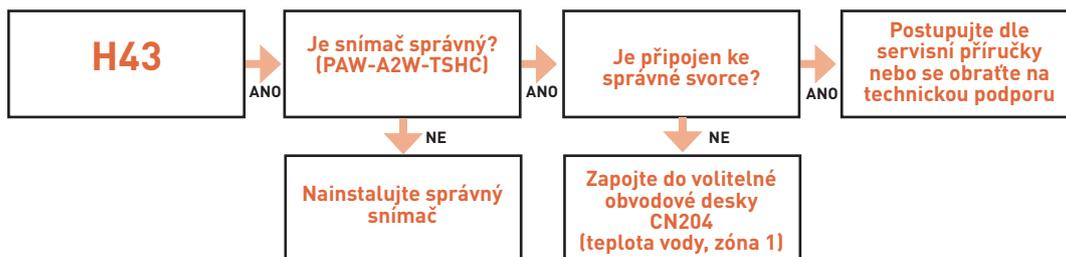 H43
ANO
Je snímač správný?
(PAW-A2W-TSHC)
ANO
Je připojen ke
správné svorce?
ANO
Postupujte dle
servisní příručky
nebo se obraťte na
technickou podporu
NE
Nainstalujte správný
snímač
NE
Zapojte do volitelné
obvodové desky
CN204
(teplota vody, zóna 1)